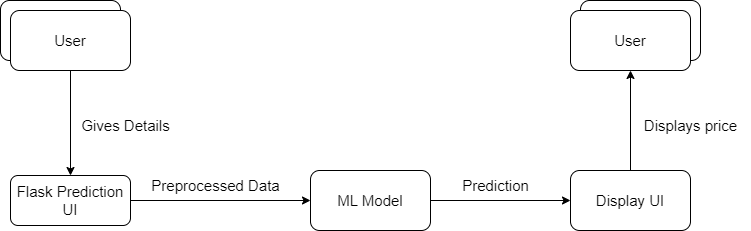 User
User
Gives Details
Displays price
Flask Prediction
UI
Preprocessed Data
ML Model
Prediction
Display UI